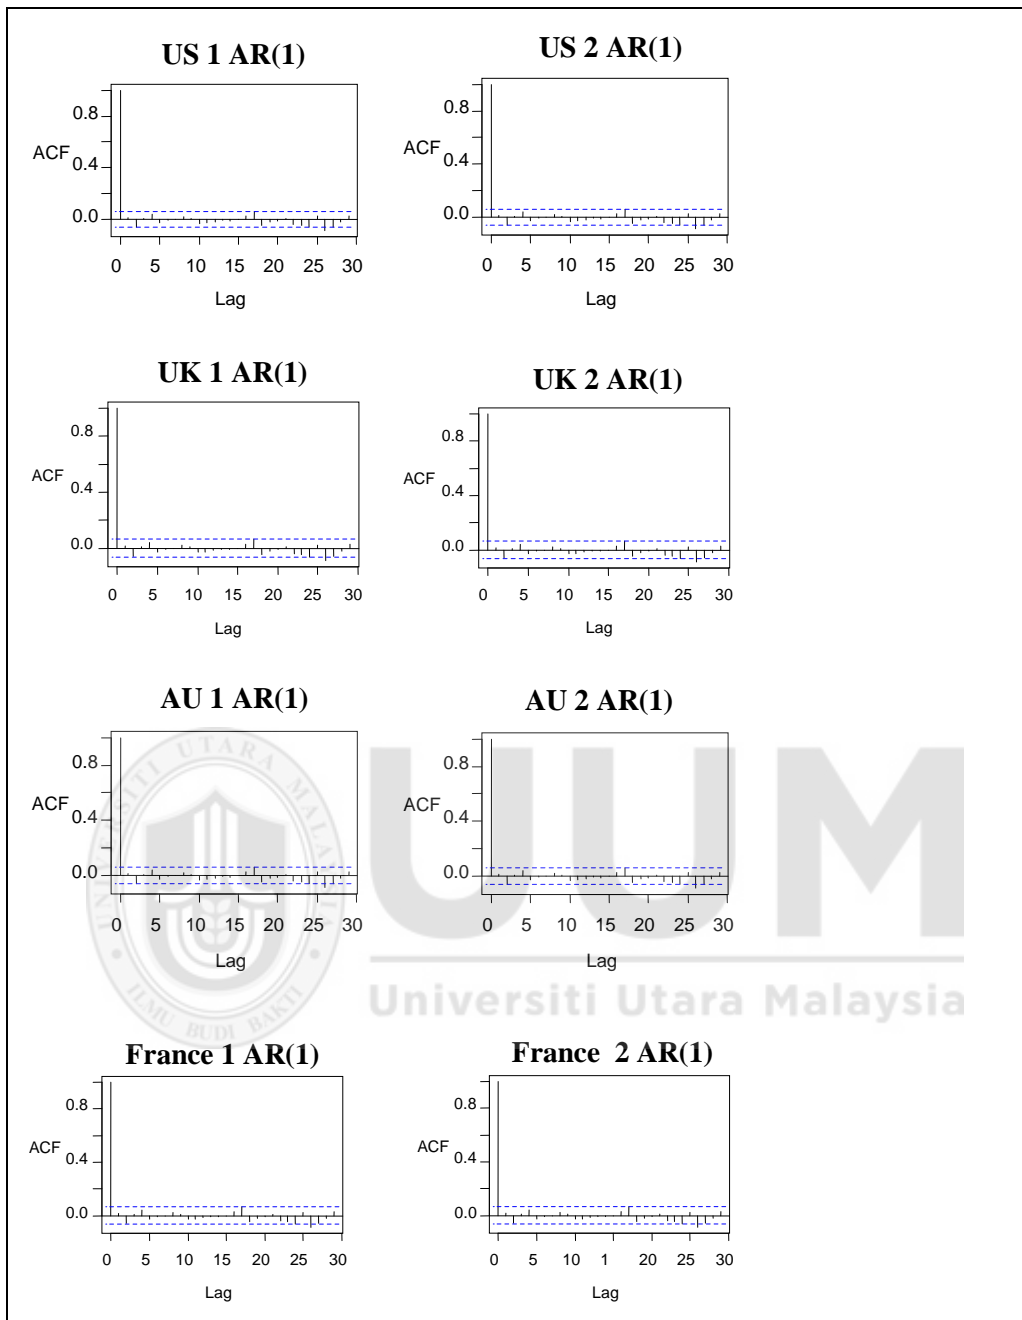 US 1 AR(1)
US 2 AR(1)
0.8
ACF
0.4
0.0
0 5 10 15 20 25 30
Lag
0.8
ACF
0.4
0.0
0 5 10 15 20 25 30
Lag
UK 1 AR(1)
UK 2 AR(1)
0.8
ACF
0.4
0.0
0 5 10 15 20 25 30
Lag
0.8
ACF
0.4
0.0
0 5 10 15 20 25 30
Lag
AU 1 AR(1)
AU 2 AR(1)
0.8
ACF
0.4
0.0
0 5 10 15 20 25 30
Lag
0.8
ACF
0.4
0.0
0 5 10 15 20 25 30
Lag
UNIVERSITI UTARA MALAYSIA
ILMU BUDI BAKTI
UUM
Universiti Utara Malaysia
France 1 AR(1)
France 2 AR(1)
0.8
ACF
0.4
0.0
0 5 10 15 20 25 30
Lag
0.8
ACF
0.4
0.0
0 5 10 1 20 25 30
Lag